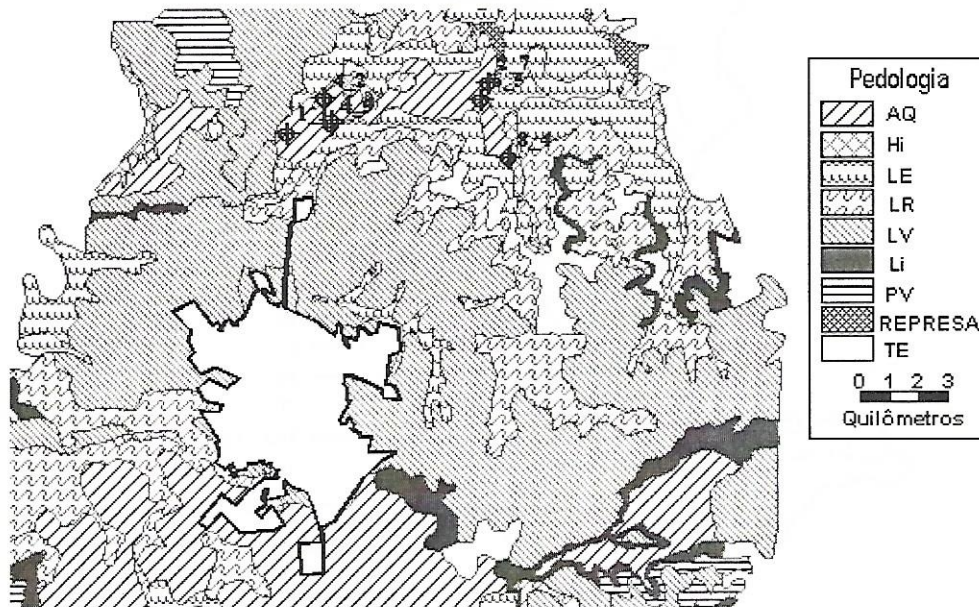 Pedologia
AQ
Hi
LE
LR
LV
Li
PV
REPRESA
TE
0 1 2 3
Quilômetros